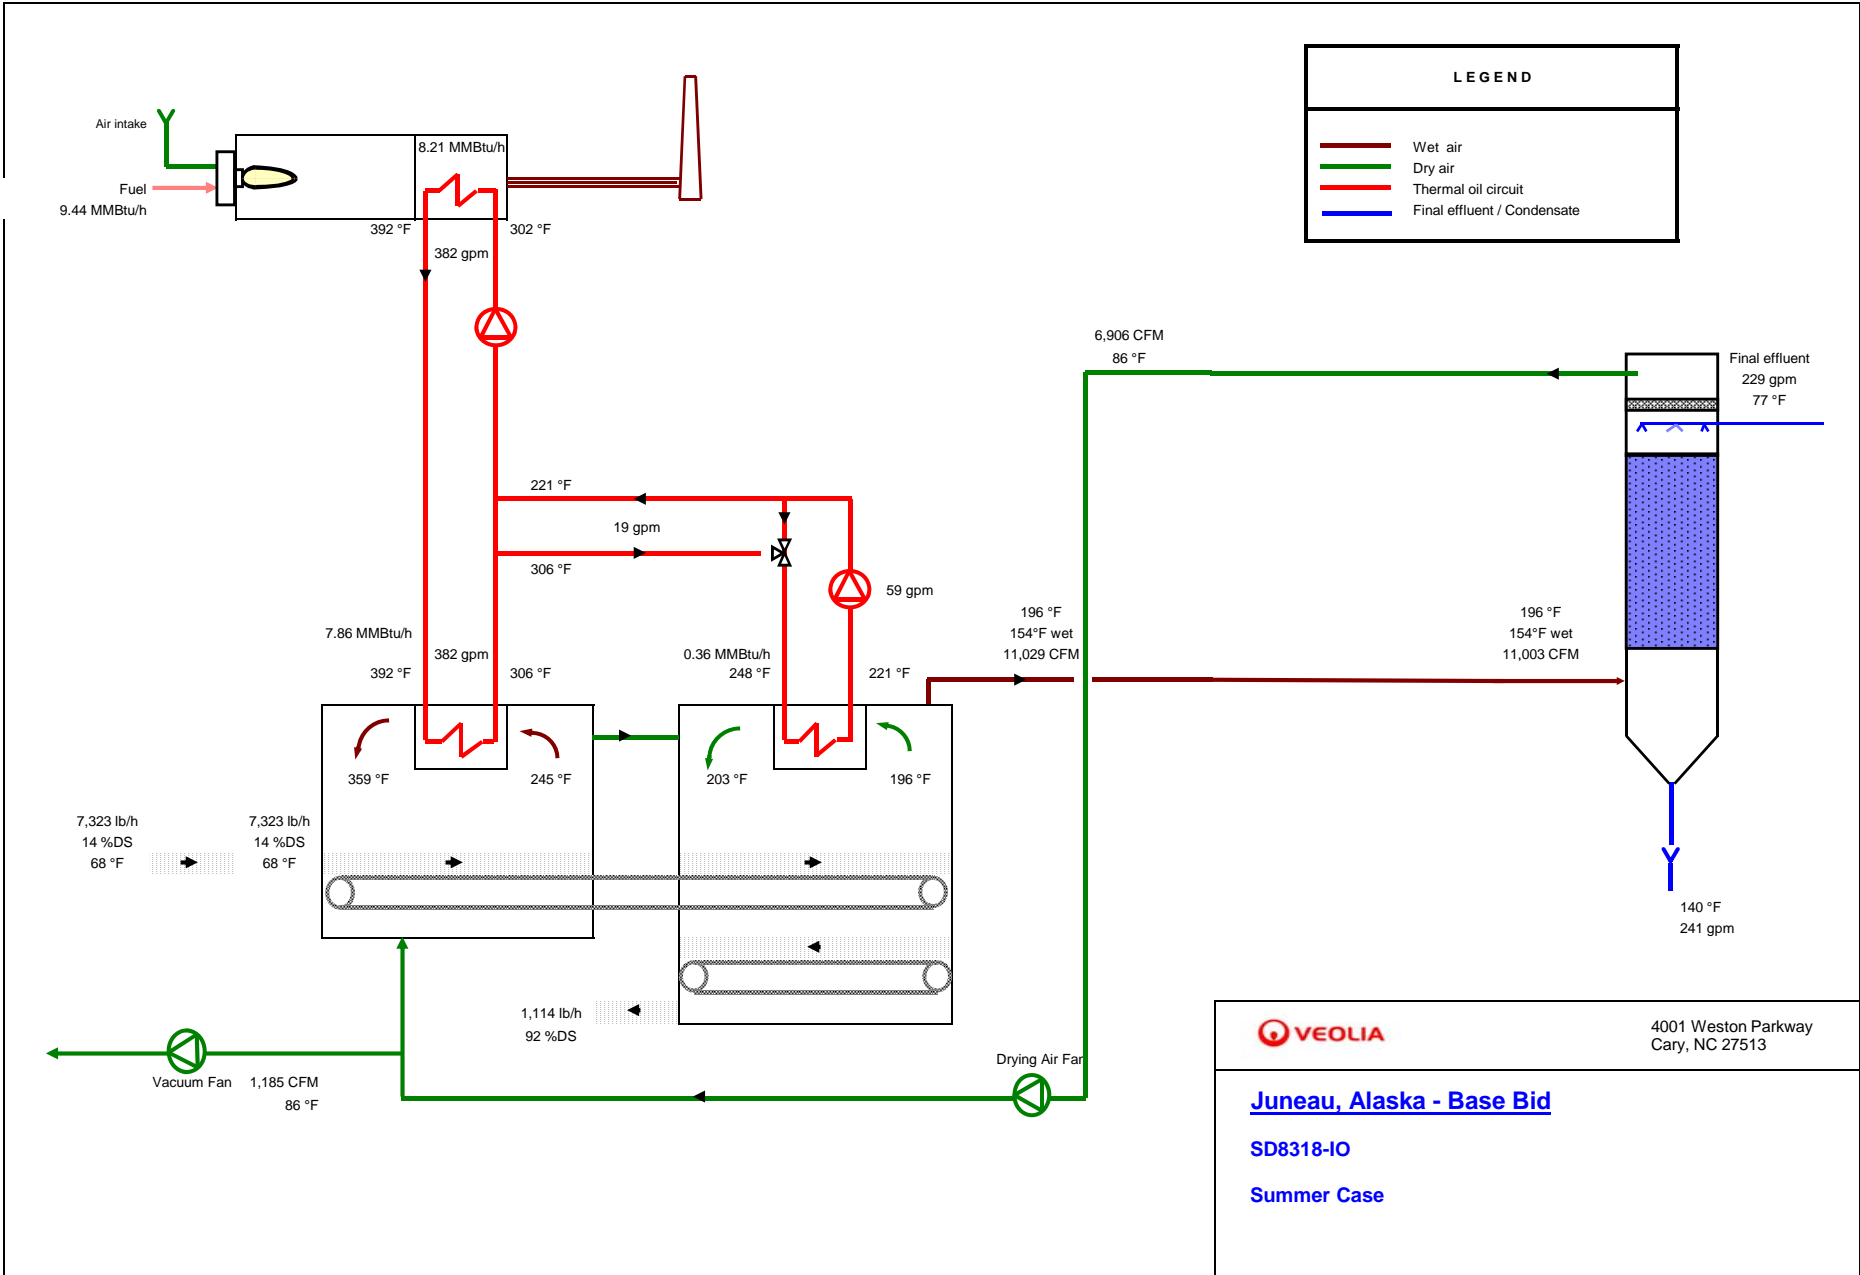 LEGEND
Wet air
Dry air
Thermal oil circuit
Final effluent / Condensate
Air intake
Fuel
9.44 MMBtu/h
8.21 MMBtu/h
392 °F
302 °F
382 gpm
6,906 CFM
86 °F
Final effluent
229 gpm
77 °F
221 °F
19 gpm
306 °F
59 gpm
7.86 MMBtu/h
382 gpm
392 °F
306 °F
0.36 MMBtu/h
248 °F
221 °F
196 °F
154°F wet
11,029 CFM
196 °F
154°F wet
11,003 CFM
359 °F
245 °F
203 °F
196 °F
7,323 lb/h
14 %DS
68 °F
7,323 lb/h
14 %DS
68 °F
140 °F
241 gpm
1,114 lb/h
92 %DS
Vacuum Fan
1,185 CFM
86 °F
Drying Air Fan
VEOLIA
4001 Weston Parkway
Cary, NC 27513
Juneau, Alaska - Base Bid
SD8318-IO
Summer Case